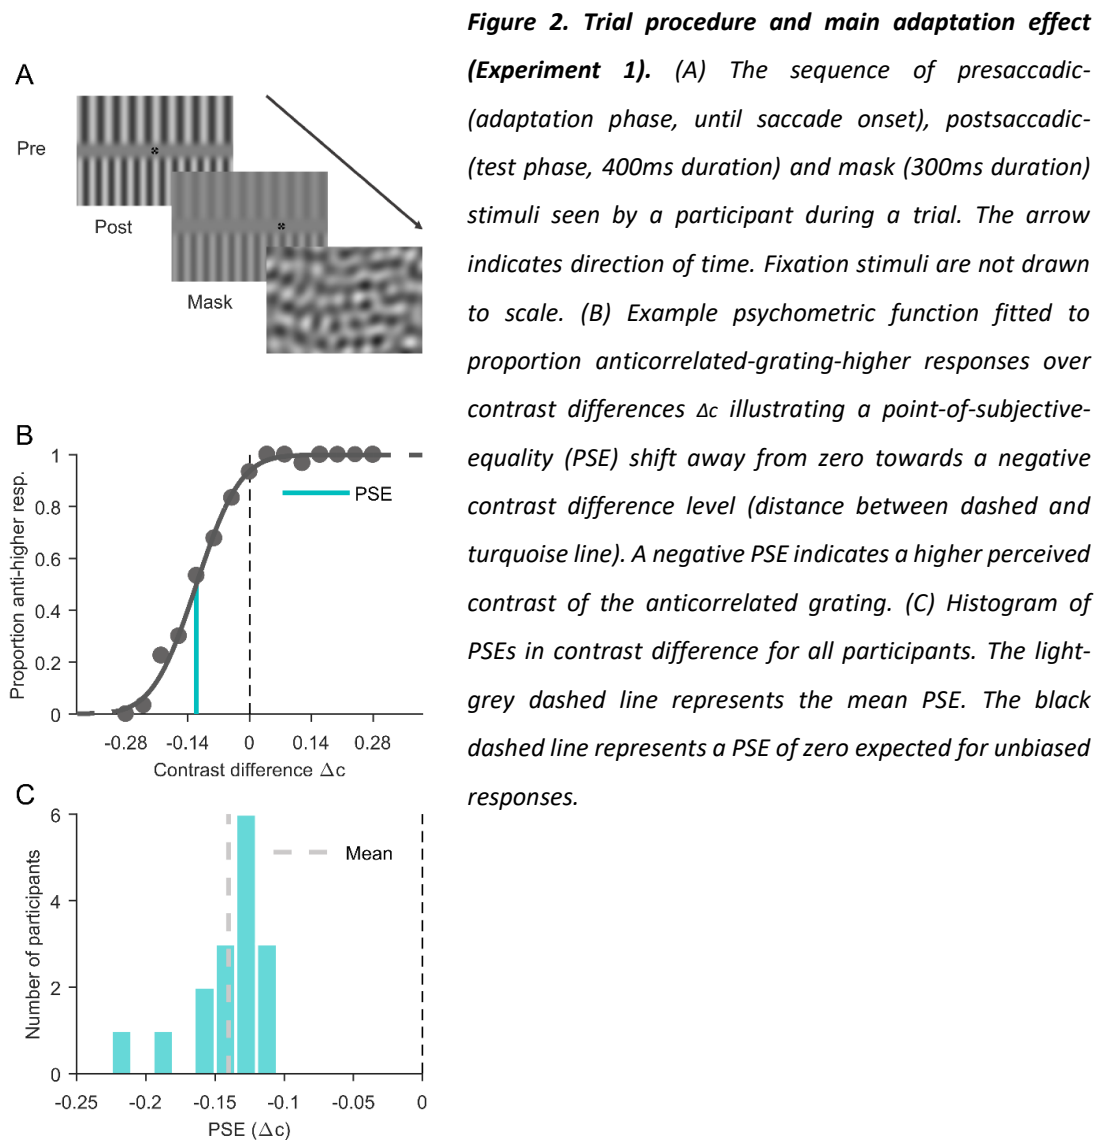 Figure 2. Trial procedure and main adaptation effect
(Experiment 1). (A) The sequence of presaccadic-
(adaptation phase, until saccade onset), postsaccadic-
(test phase, 400ms duration) and mask (300ms duration)
stimuli seen by a participant during a trial. The arrow
indicates direction of time. Fixation stimuli are not drawn
to scale. (B) Example psychometric function fitted to
proportion anticorrelated-grating-higher responses over
contrast differences Δc illustrating a point-of-subjective-
equality (PSE) shift away from zero towards a negative
contrast difference level (distance between dashed and
turquoise line). A negative PSE indicates a higher perceived
contrast of the anticorrelated grating. (C) Histogram of
PSEs in contrast difference for all participants. The light-
grey dashed line represents the mean PSE. The black
dashed line represents a PSE of zero expected for unbiased
responses.
A
Pre
Post
Mask
B
Proportion anti-higher resp.
1
0.8
0.6
0.4
0.2
0
PSE
-0.28 -0.14 0 0.14 0.28
Contrast difference Δc
C
Number of participants
6
4
2
0
Mean
-0.25 -0.2 -0.15 -0.1 -0.05 0
PSE (Δc)